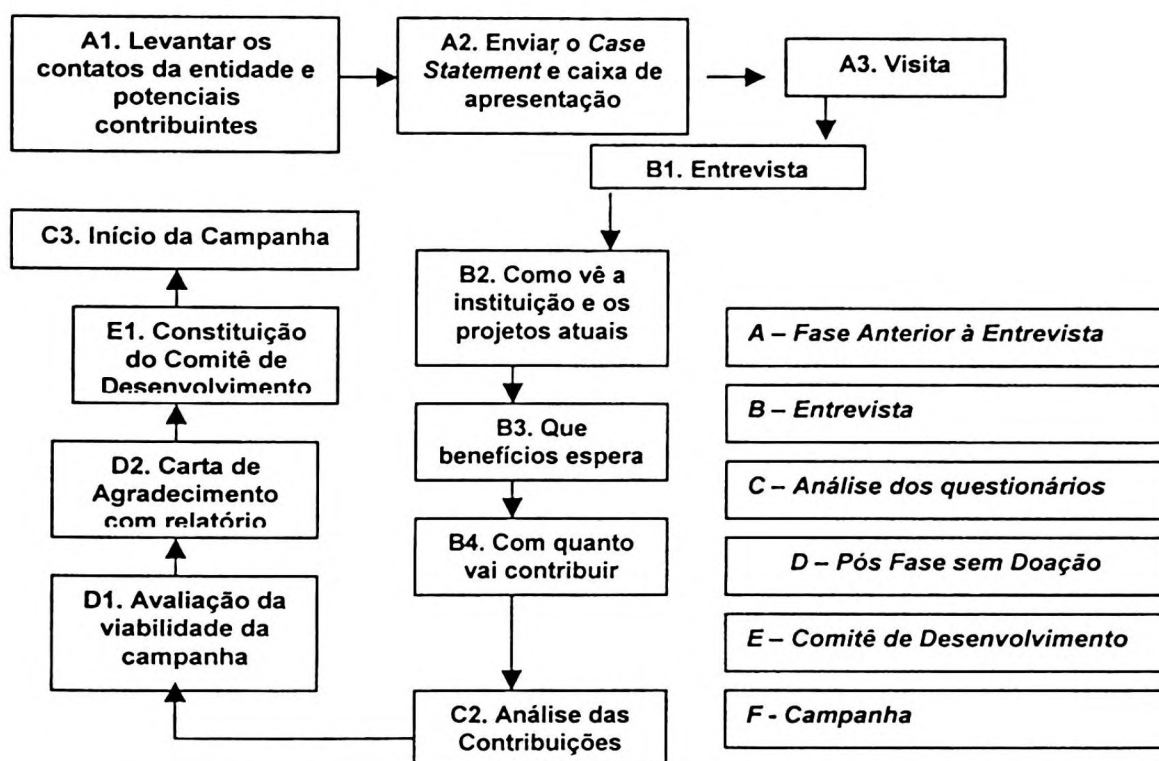 A1. Levantar os
contatos da entidade e
potenciais
contribuintes
A2. Enviar o Case
Statement e caixa de
apresentação
A3. Visita
B1. Entrevista
C3. Início da Campanha
B2. Como vê a
instituição e os
projetos atuais
E1. Constituição
do Comitê de
Desenvolvimento
B3. Que
benefícios espera
D2. Carta de
Agradecimento
com relatório
B4. Com quanto
vai contribuir
D1. Avaliação da
viabilidade da
campanha
C2. Análise das
Contribuições
A – Fase Anterior à Entrevista
B – Entrevista
C – Análise dos questionários
D – Pós Fase sem Doação
E – Comitê de Desenvolvimento
F - Campanha